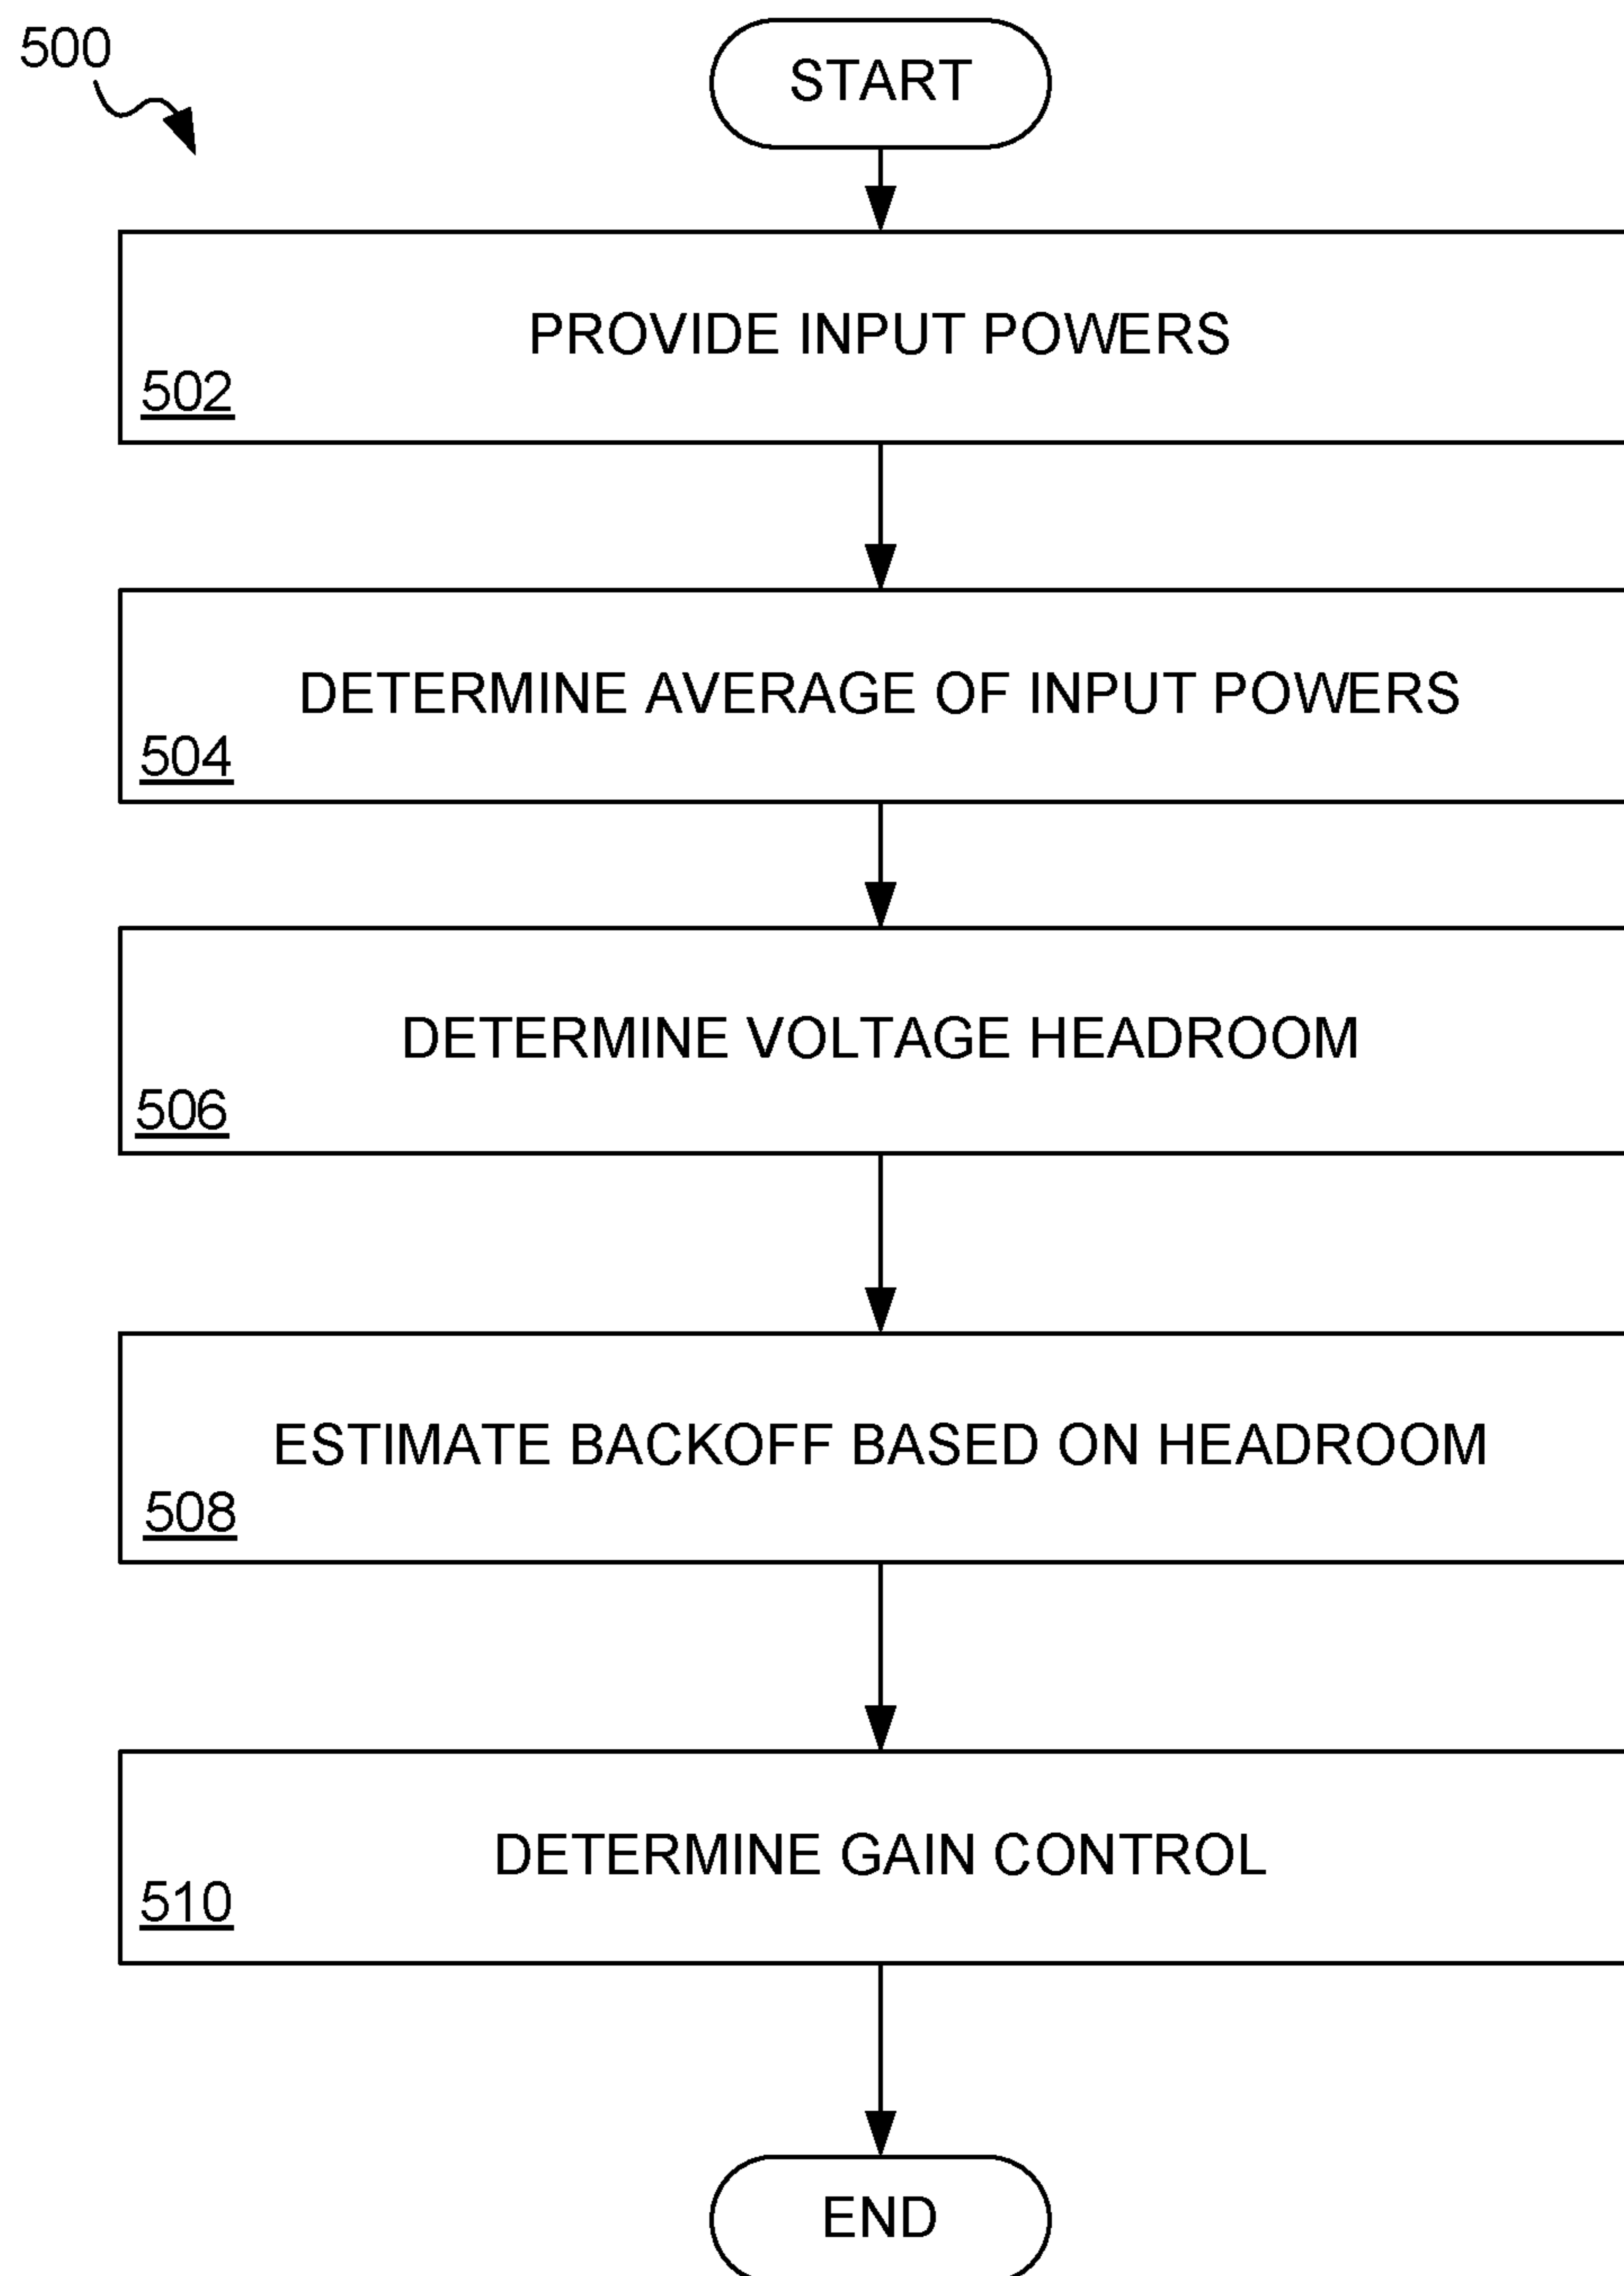 500
START
PROVIDE INPUT POWERS
502
DETERMINE AVERAGE OF INPUT POWERS
504
DETERMINE VOLTAGE HEADROOM
506
ESTIMATE BACKOFF BASED ON HEADROOM
508
DETERMINE GAIN CONTROL
510
END